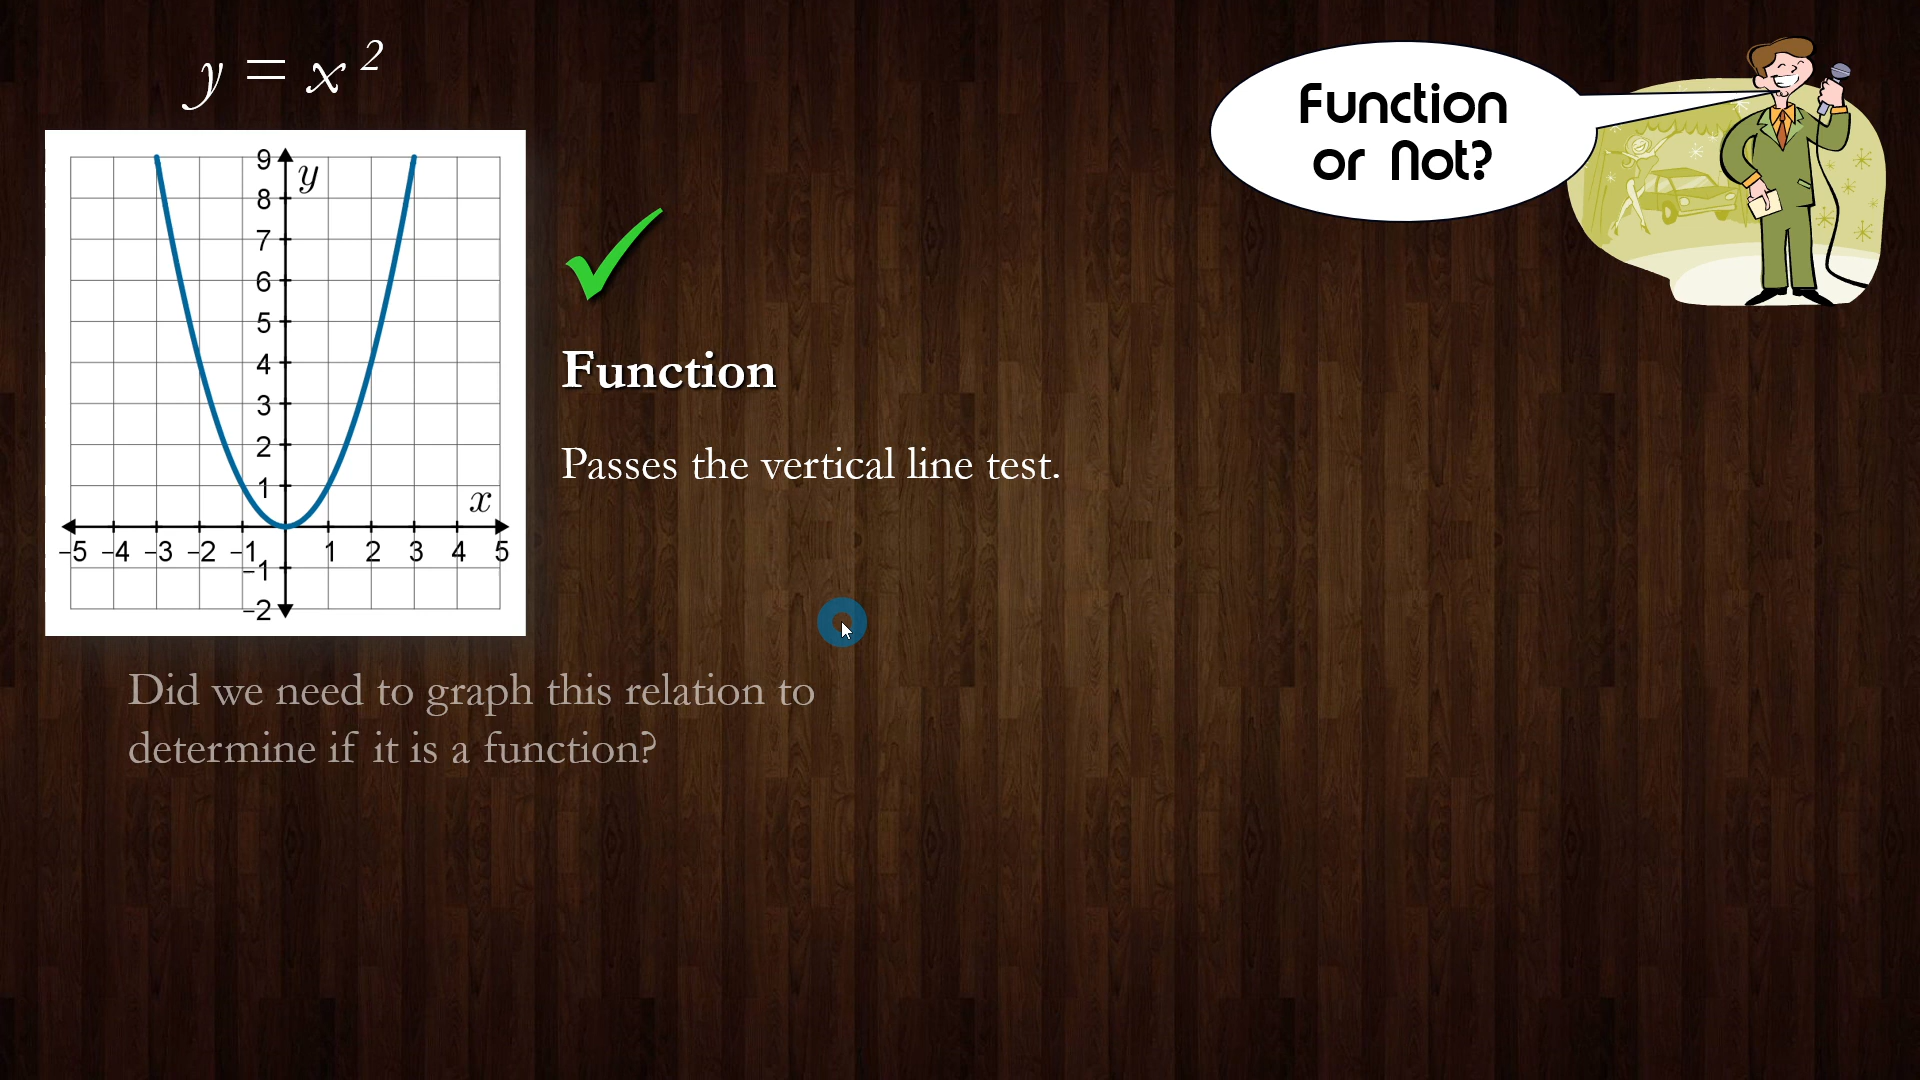 y = x²
Function
or Not?
9
y
8
7
6
5
4
3
2
1
x
−5 −4 −3 −2 −1 1 2 3 4 5
−1
−2
Function
Passes the vertical line test.
Did we need to graph this relation to
determine if it is a function?